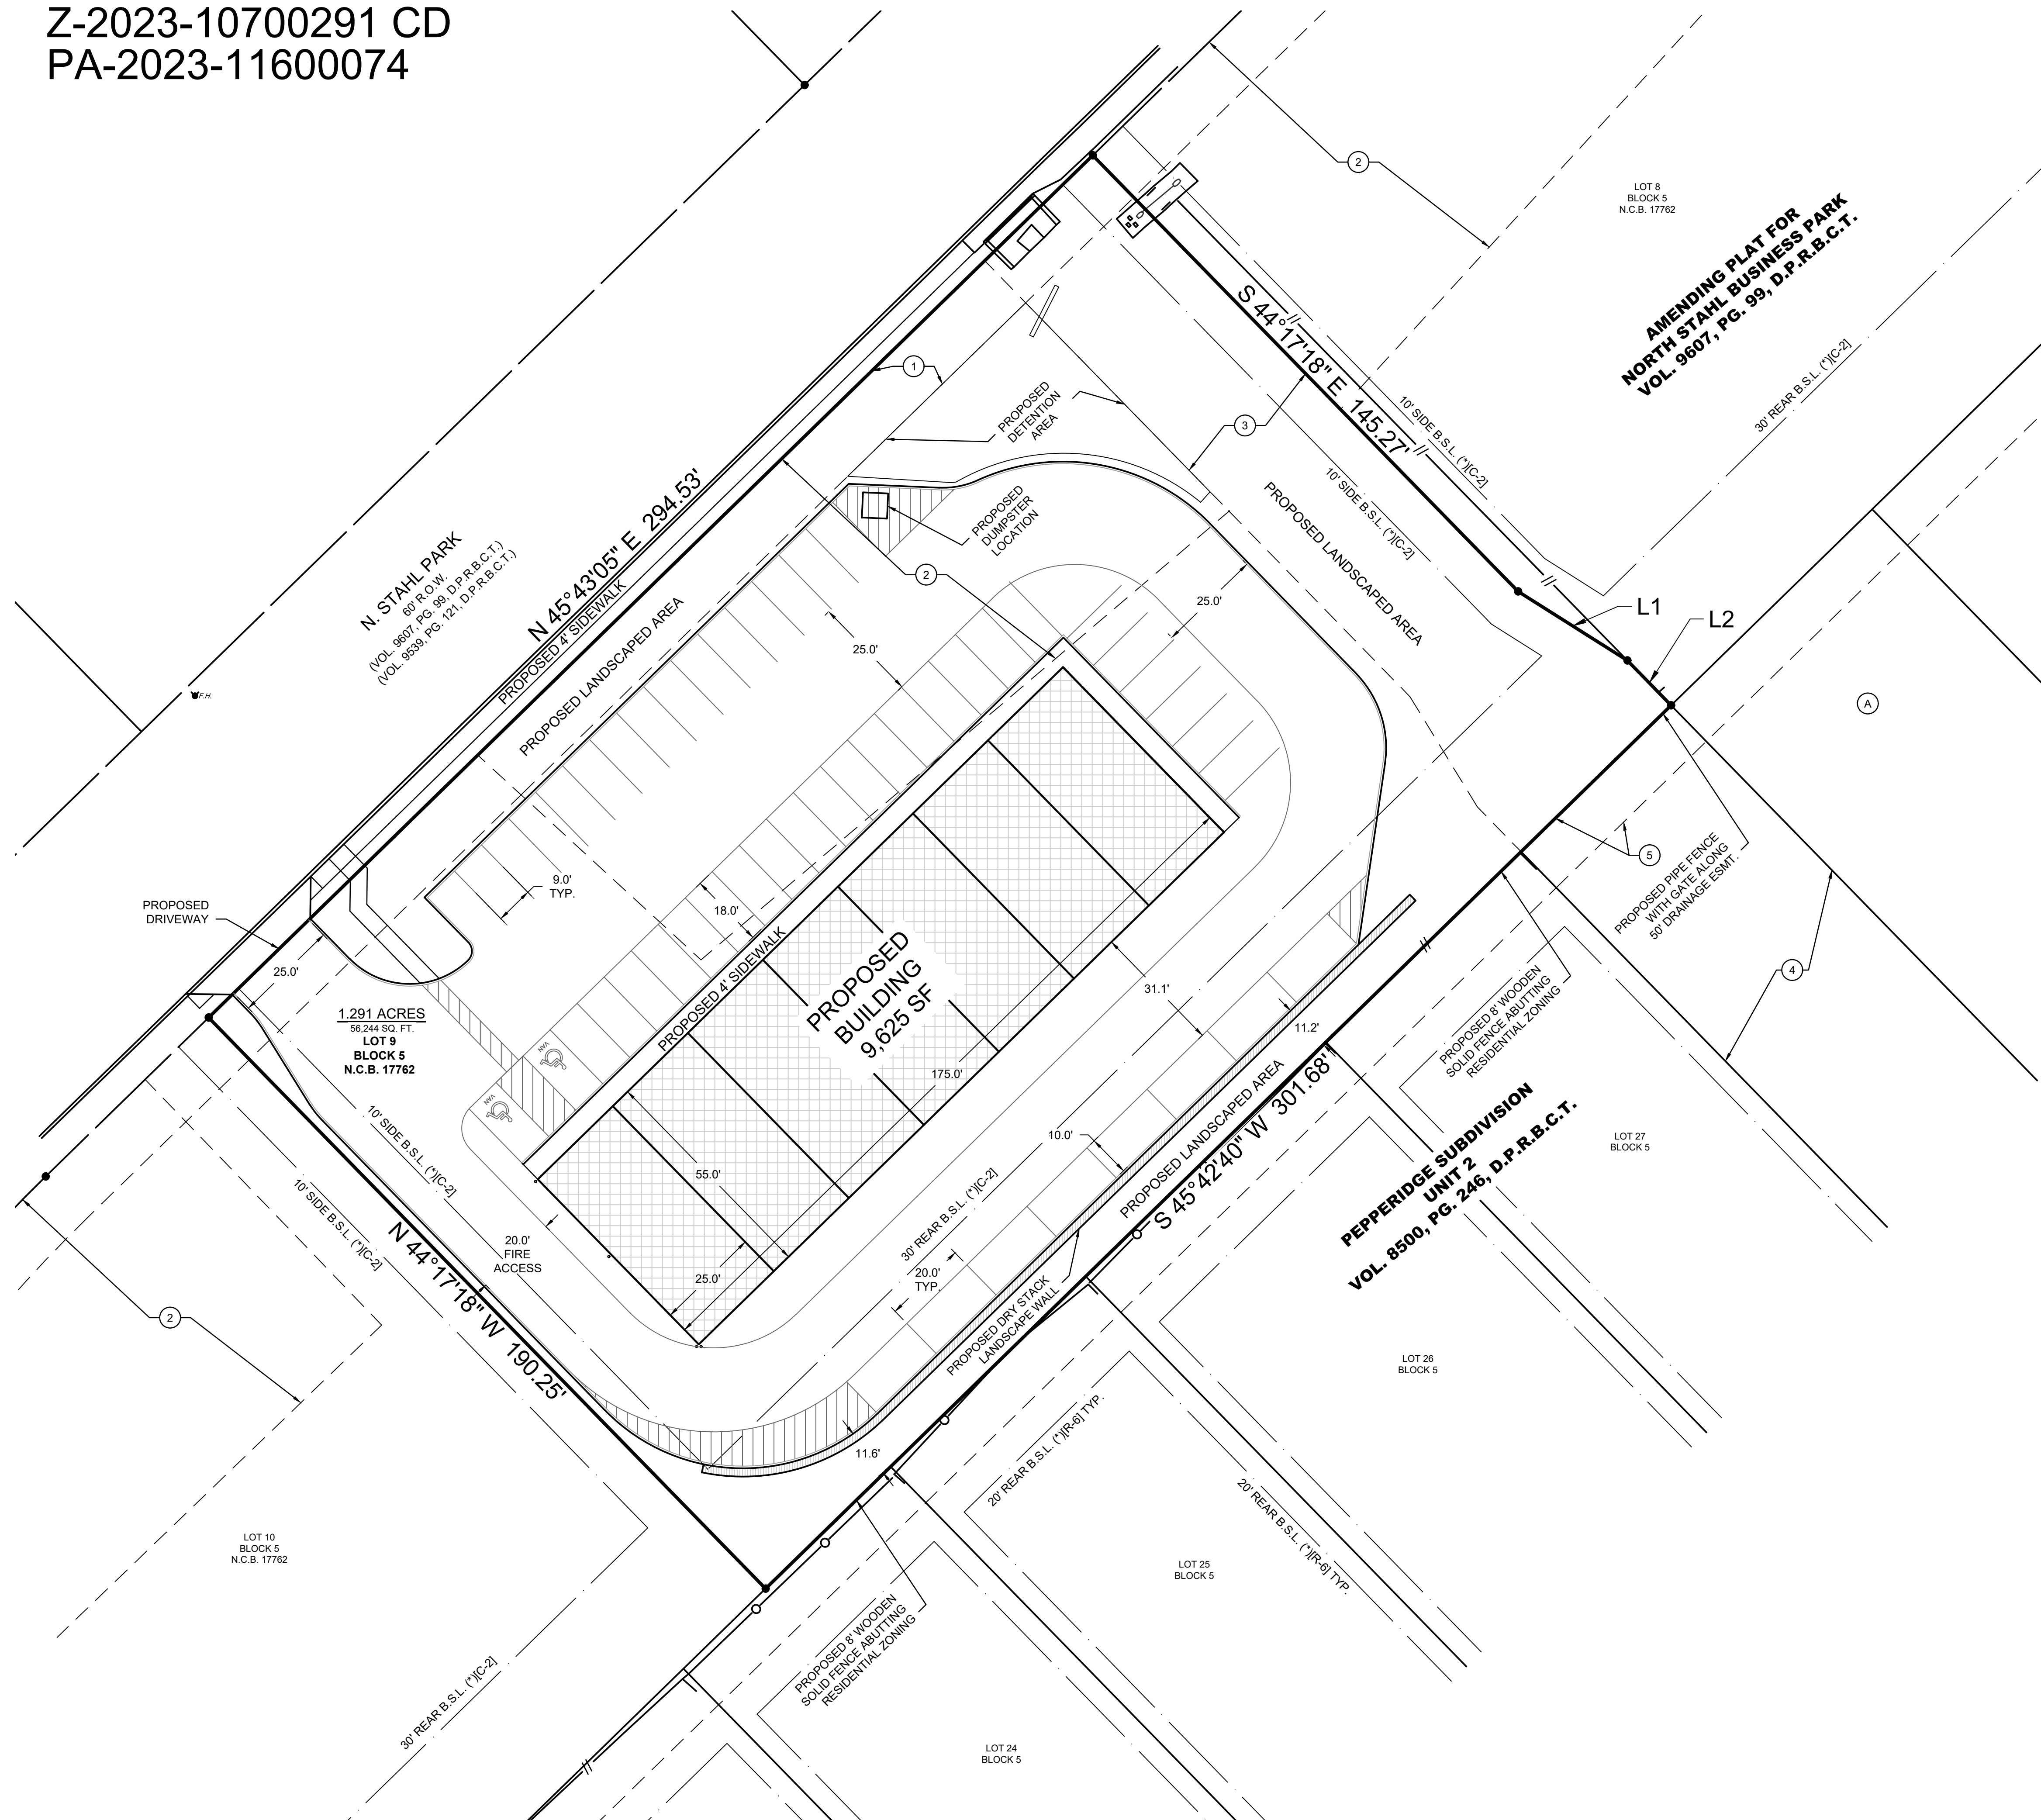 Z-2023-10700291 CD
PA-2023-11600074
2
LOT 8
BLOCK 5
N.C.B. 17762
AMENDING PLAT FOR
NORTH STAHL BUSINESS PARK
VOL. 9607, PG. 99, D.P.R.B.C.T.
30' REAR B.S.L. (*)[C-2]
S 44°17'18" E 145.27'
10' SIDE B.S.L. (*)[C-2]
10' SIDE B.S.L. (*)[C-2]
1
PROPOSED
DETENTION
AREA
3
PROPOSED LANDSCAPED AREA
PROPOSED
DUMPSTER
LOCATION
2
N. STAHL PARK
60' R.O.W.
(VOL. 9607, PG. 99, D.P.R.B.C.T.)
(VOL. 9539, PG. 121, D.P.R.B.C.T.)
F.H.
N 45°43'05" E 294.53'
PROPOSED 4' SIDEWALK
PROPOSED LANDSCAPED AREA
25.0'
25.0'
L1
L2
A
5
PROPOSED PIPE FENCE
WITH GATE ALONG
50' DRAINAGE ESMT.
4
PROPOSED
DRIVEWAY
9.0'
TYP.
18.0'
25.0'
PROPOSED 4' SIDEWALK
PROPOSED
BUILDING
9,625 SF
31.1'
11.2'
175.0'
1.291 ACRES
56,244 SQ. FT.
LOT 9
BLOCK 5
N.C.B. 17762
VAN
VAN
PROPOSED 8' WOODEN
SOLID FENCE ABUTTING
RESIDENTIAL ZONING
PROPOSED LANDSCAPED AREA
S 45°42'40" W 301.68'
PEPPERIDGE SUBDIVISION
UNIT 2
VOL. 8500, PG. 246, D.P.R.B.C.T.
LOT 27
BLOCK 5
10' SIDE B.S.L. (*)[C-2]
10' SIDE B.S.L. (*)[C-2]
10.0'
55.0'
30' REAR B.S.L. (*)[C-2]
20.0'
FIRE
ACCESS
20.0'
TYP.
25.0'
PROPOSED DRY STACK
LANDSCAPE WALL
N 44°17'18" W 190.25'
2
LOT 26
BLOCK 5
11.6'
20' REAR B.S.L. (*)[R-6] TYP.
20' REAR B.S.L. (*)[R-6] TYP.
LOT 10
BLOCK 5
N.C.B. 17762
LOT 25
BLOCK 5
PROPOSED 8' WOODEN
SOLID FENCE ABUTTING
RESIDENTIAL ZONING
30' REAR B.S.L. (*)[C-2]
LOT 24
BLOCK 5